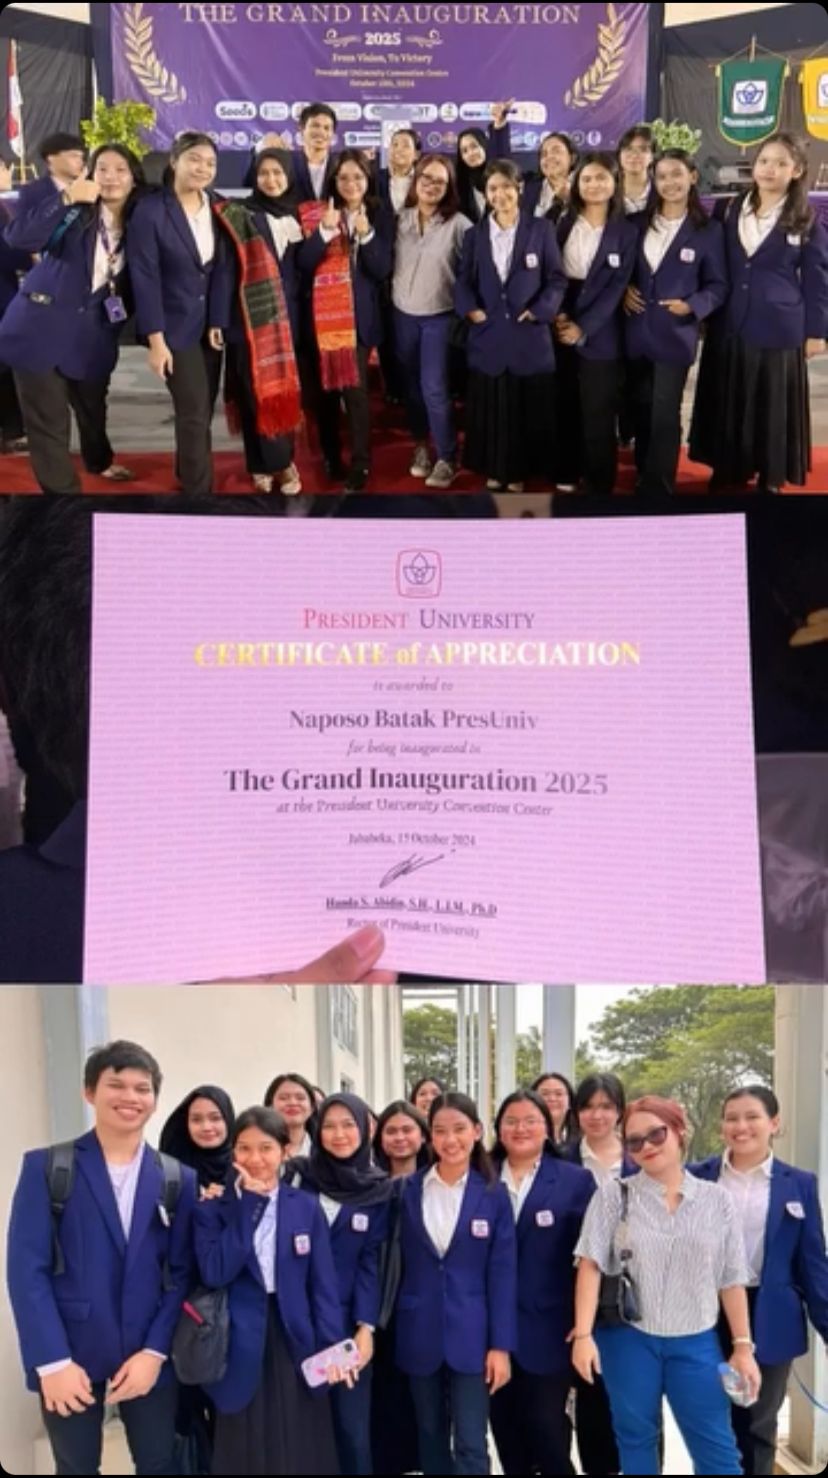 THE GRAND INAUGURATION
2025
From Vision, To Victory
President University Convention Centre
PRESIDENT UNIVERSITY
CERTIFICATE of APPRECIATION
is awarded to
Naposo Batak PresUniv
for being inaugurated in
The Grand Inauguration 2025
at the President University Convention Center
Jababeka, 15 October 2024
Handa S. Abidin, S.H., L.LM., Ph.D
Rector of President University